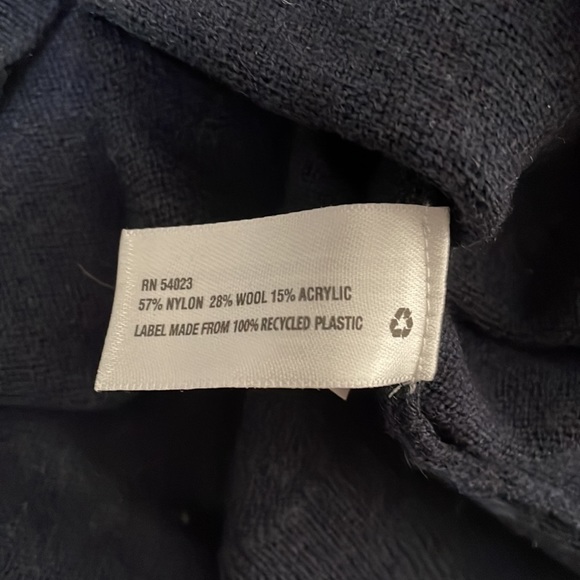 RN 54023
57% NYLON 28% WOOL 15% ACRYLIC
LABEL MADE FROM 100% RECYCLED PLASTIC